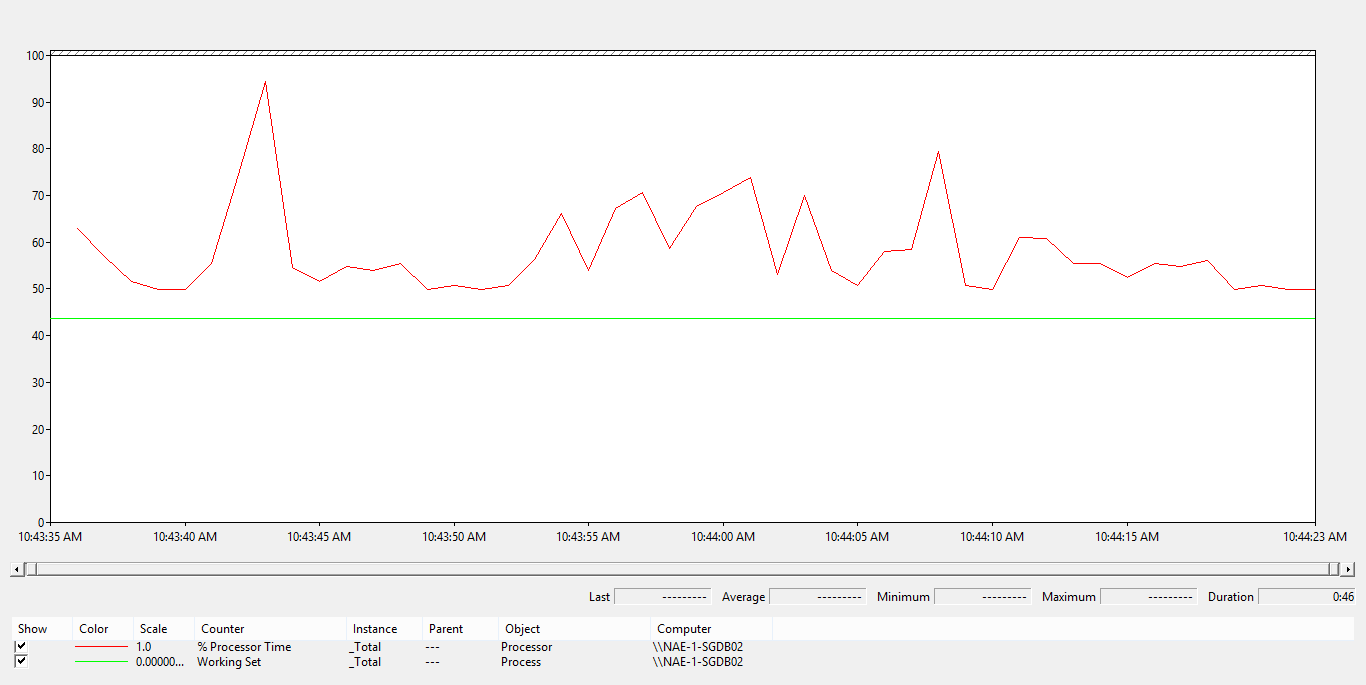 100
90
80
70
60
50
40
30
20
10
0
10:43:35 AM 10:43:40 AM 10:43:45 AM 10:43:50 AM 10:43:55 AM 10:44:00 AM 10:44:05 AM 10:44:10 AM 10:44:15 AM 10:44:23 AM
Last --------- Average --------- Minimum --------- Maximum --------- Duration 0:46
Show Color Scale Counter Instance Parent Object Computer
1.0 % Processor Time _Total --- Processor \\NAE-1-SGDB02
0.00000... Working Set _Total --- Process \\NAE-1-SGDB02